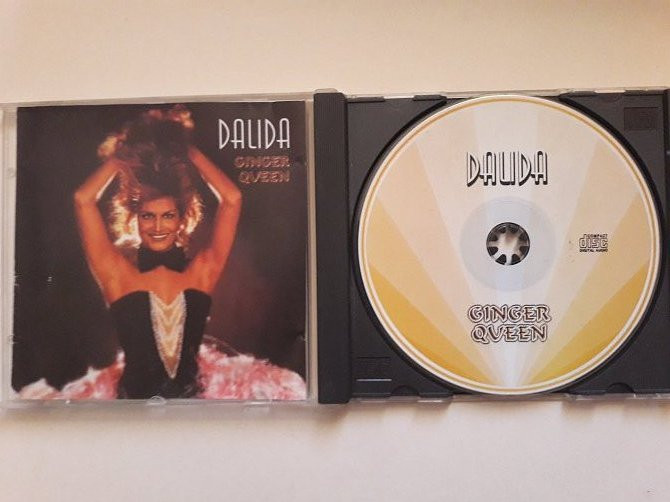 DALIDA
GINGER
QUEEN
DALIDA
COMPACT
disc
DIGITAL AUDIO
GINGER
QUEEN